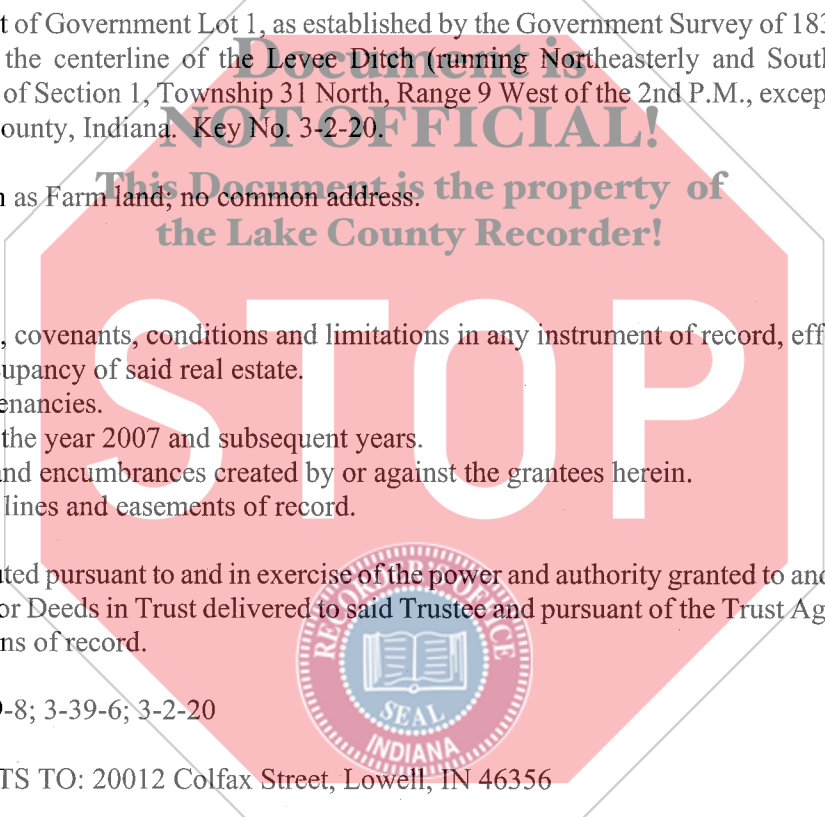 t of Government Lot 1, as established by the Government Survey of 183
the centerline of the Levee Ditch (running Northeasterly and South
of Section 1, Township 31 North, Range 9 West of the 2nd P.M., excep
ounty, Indiana. Key No. 3-2-20.
Document is
NOT OFFICIAL!
This Document is the property of
the Lake County Recorder!
n as Farm land; no common address.
STOP
, covenants, conditions and limitations in any instrument of record, eff
upancy of said real estate.
enancies.
the year 2007 and subsequent years.
nd encumbrances created by or against the grantees herein.
lines and easements of record.
ted pursuant to and in exercise of the power and authority granted to and
or Deeds in Trust delivered to said Trustee and pursuant of the Trust Ag
ns of record.
RECORDER'S OFFICE
SEAL
INDIANA
9-8; 3-39-6; 3-2-20
TS TO: 20012 Colfax Street, Lowell, IN 46356